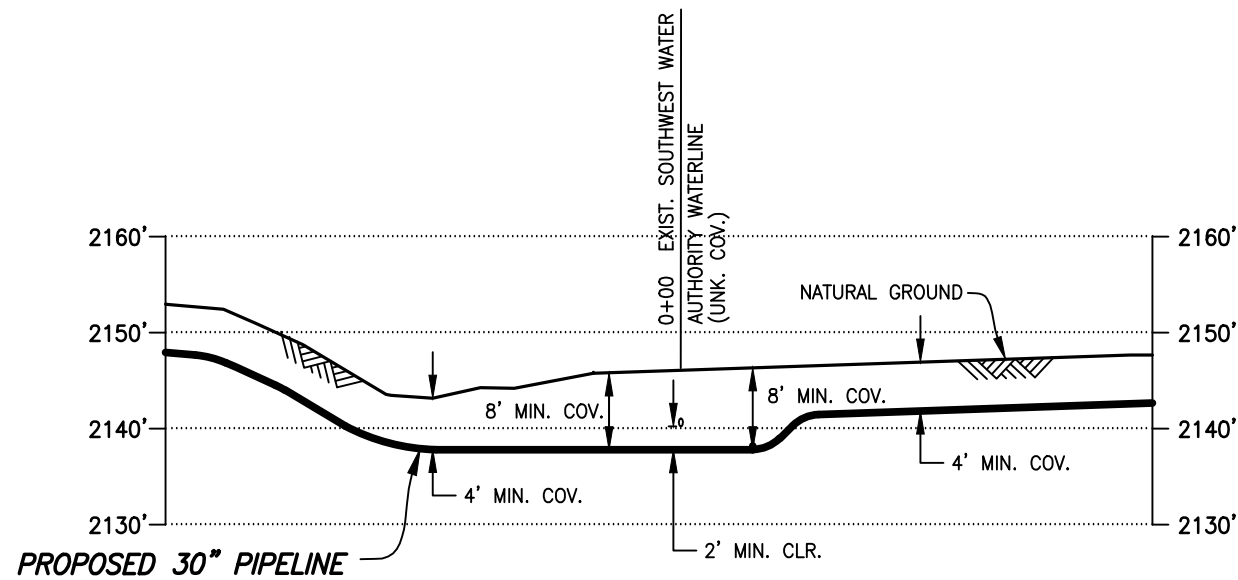 0+00 EXIST. SOUTHWEST WATER
AUTHORITY WATERLINE
(UNK. COV.)
2160'
2160'
NATURAL GROUND
2150'
2150'
8' MIN. COV.
8' MIN. COV.
2140'
2140'
4' MIN. COV.
4' MIN. COV.
2130'
2130'
2' MIN. CLR.
PROPOSED 30" PIPELINE